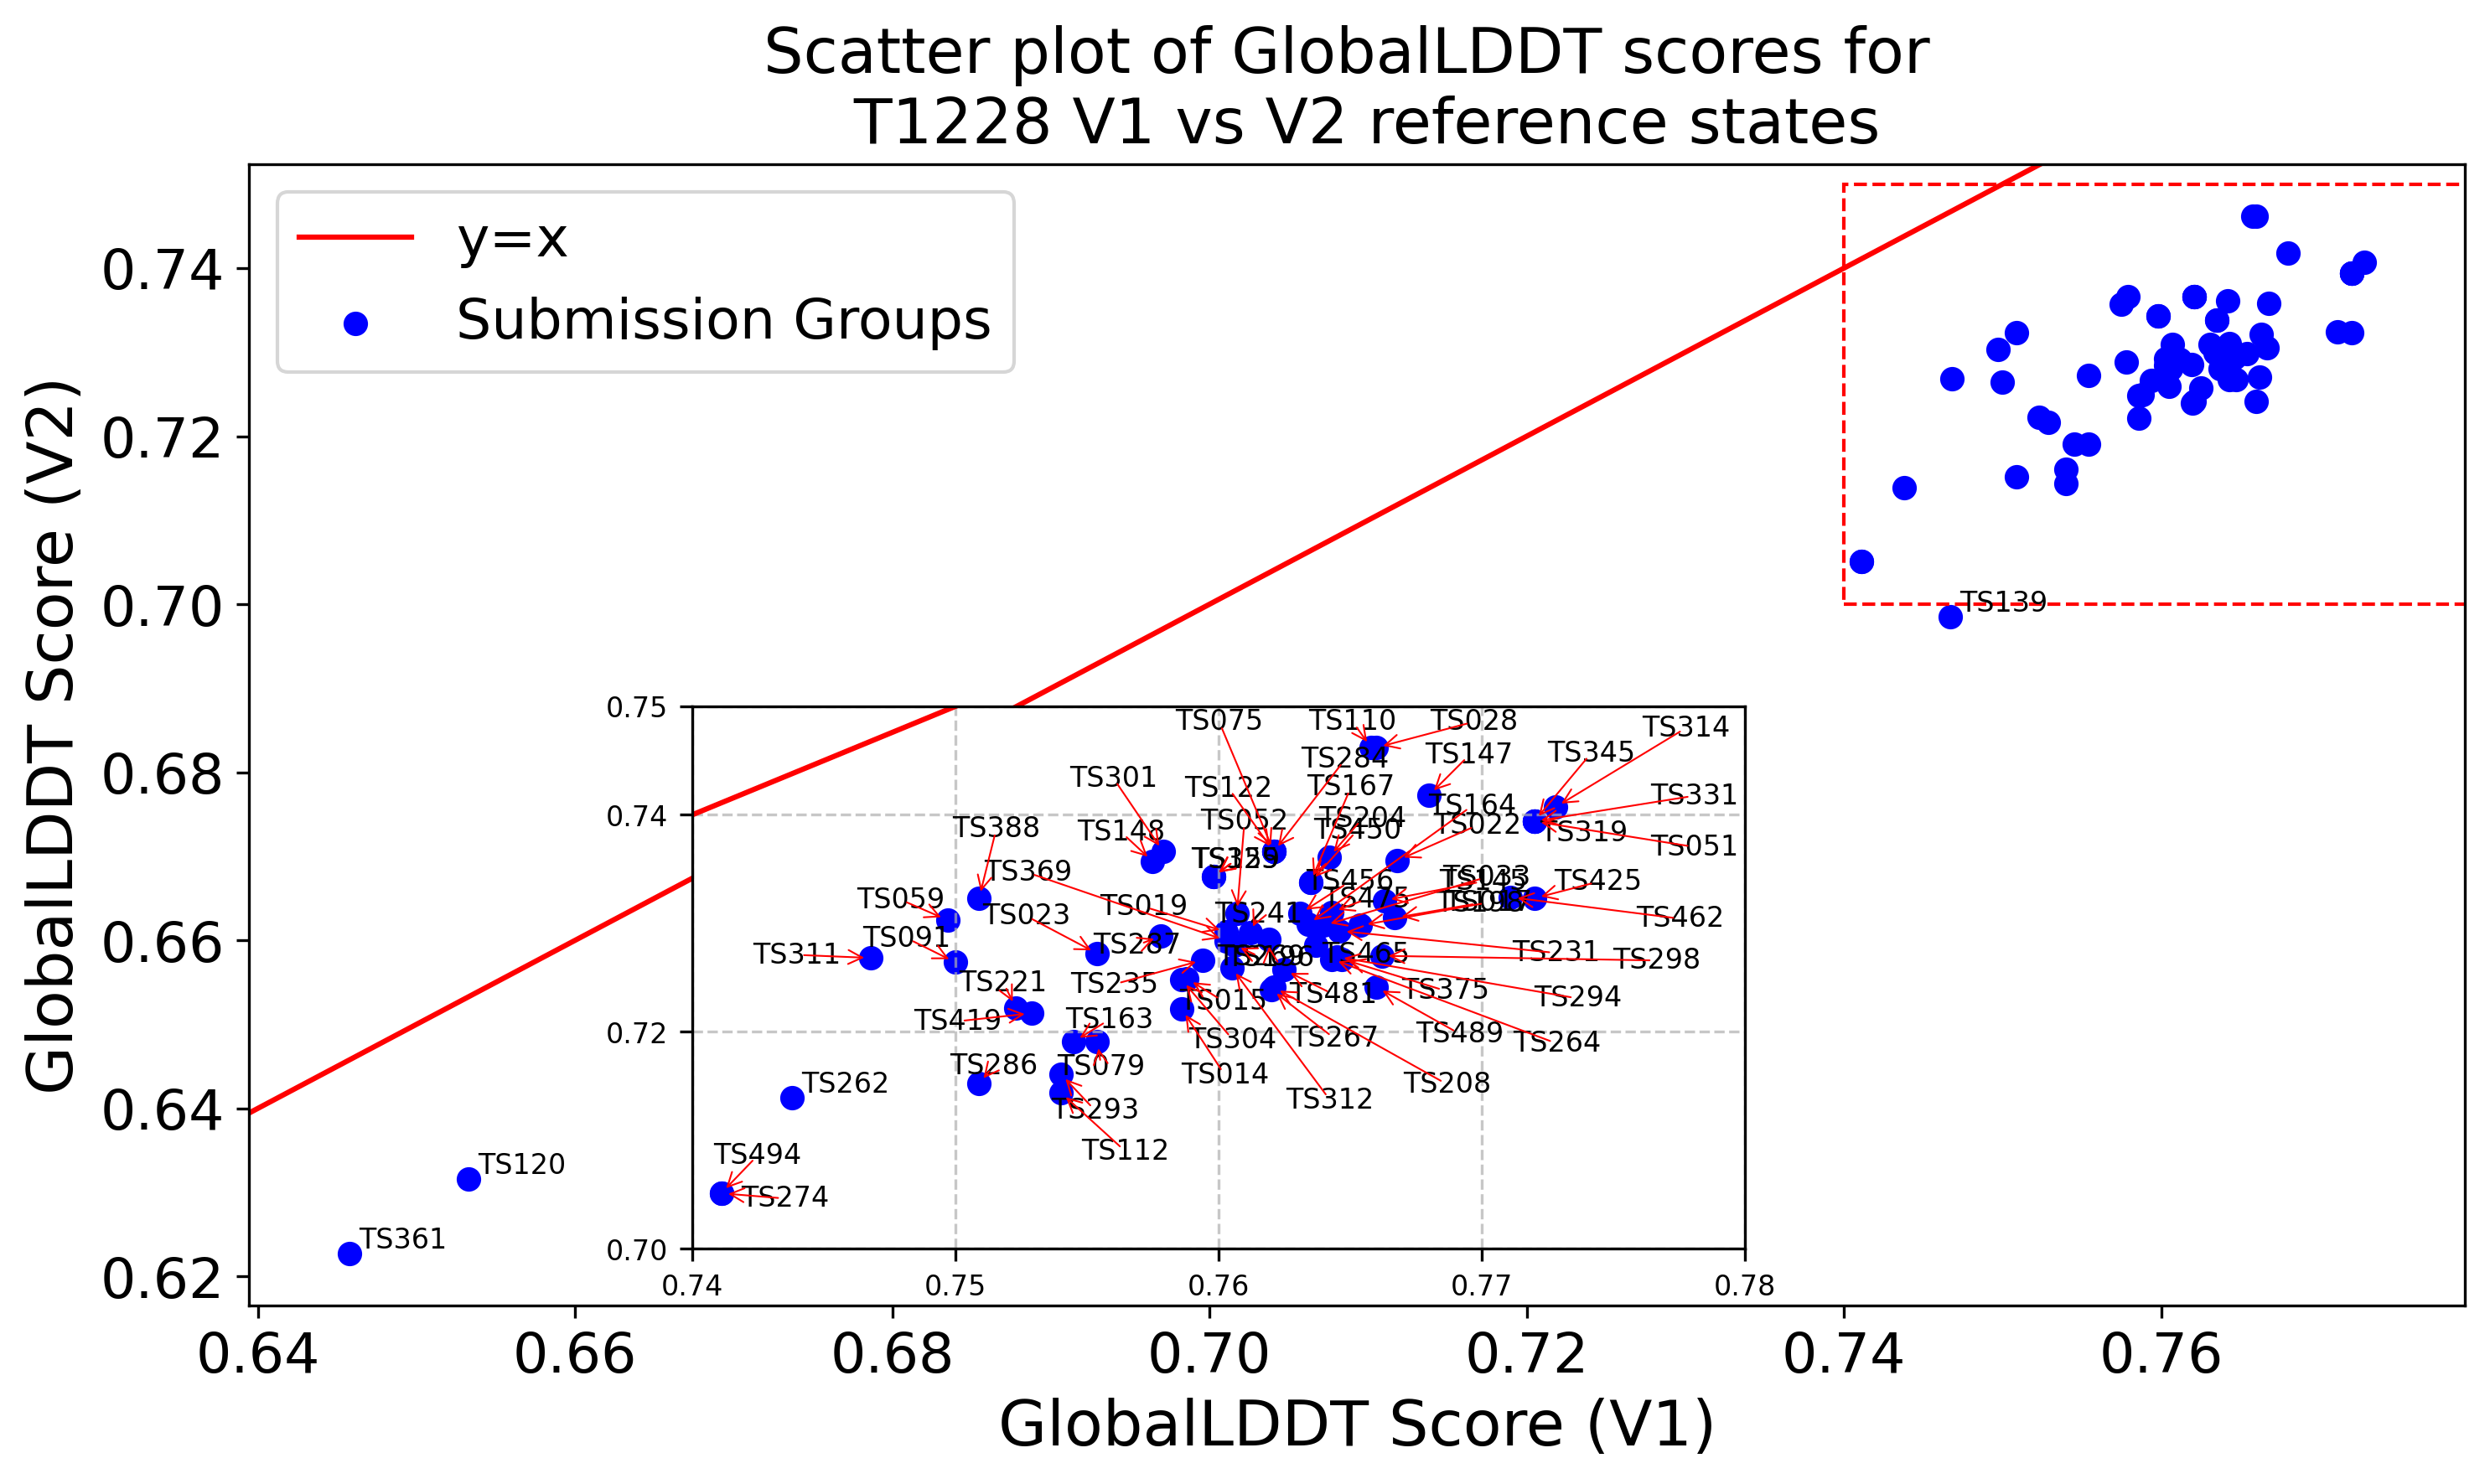 Scatter plot of GlobalLDDT scores for
T1228 V1 vs V2 reference states
y=x
Submission Groups
GlobalLDDT Score (V2)
0.74
0.72
0.70
0.68
0.66
0.64
0.62
TS139
TS262
TS120
TS361
0.75
0.74
0.72
0.70
TS075
TS110
TS028
TS314
TS284
TS147
TS345
TS301
TS122
TS167
TS331
TS052
TS204
TS164
TS388
TS148
TS450
TS022
TS319
TS051
TS369
TS456
TS033
TS425
TS059
TS023
TS019
TS241
TS475
TS462
TS311
TS091
TS287
TS465
TS231
TS298
TS221
TS235
TS015
TS481
TS375
TS294
TS419
TS163
TS304
TS267
TS489
TS264
TS286
TS079
TS014
TS208
TS293
TS312
TS112
TS494
TS274
0.74
0.75
0.76
0.77
0.78
0.64
0.66
0.68
0.70
0.72
0.74
0.76
GlobalLDDT Score (V1)